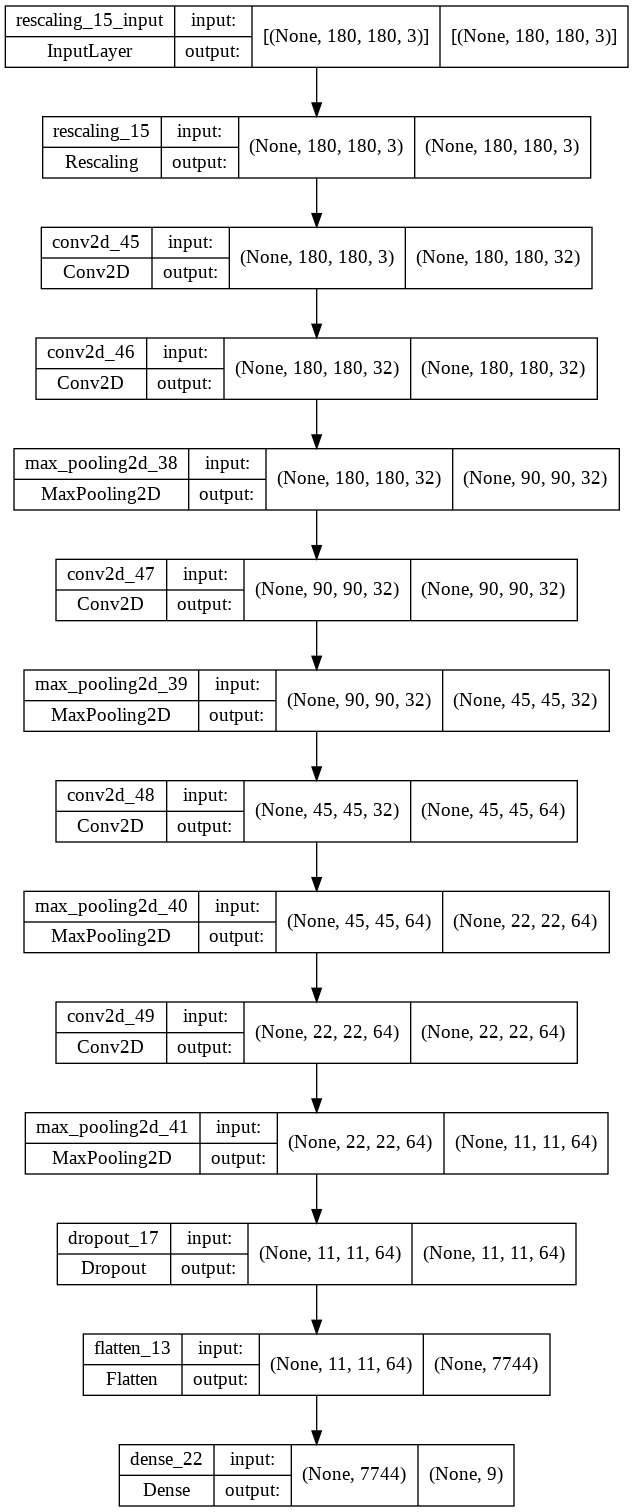 rescaling_15_input input: [(None, 180, 180, 3)] [(None, 180, 180, 3)]
InputLayer output:
rescaling_15 input: (None, 180, 180, 3) (None, 180, 180, 3)
Rescaling output:
conv2d_45 input: (None, 180, 180, 3) (None, 180, 180, 32)
Conv2D output:
conv2d_46 input: (None, 180, 180, 32) (None, 180, 180, 32)
Conv2D output:
max_pooling2d_38 input: (None, 180, 180, 32) (None, 90, 90, 32)
MaxPooling2D output:
conv2d_47 input: (None, 90, 90, 32) (None, 90, 90, 32)
Conv2D output:
max_pooling2d_39 input: (None, 90, 90, 32) (None, 45, 45, 32)
MaxPooling2D output:
conv2d_48 input: (None, 45, 45, 32) (None, 45, 45, 64)
Conv2D output:
max_pooling2d_40 input: (None, 45, 45, 64) (None, 22, 22, 64)
MaxPooling2D output:
conv2d_49 input: (None, 22, 22, 64) (None, 22, 22, 64)
Conv2D output:
max_pooling2d_41 input: (None, 22, 22, 64) (None, 11, 11, 64)
MaxPooling2D output:
dropout_17 input: (None, 11, 11, 64) (None, 11, 11, 64)
Dropout output:
flatten_13 input: (None, 11, 11, 64) (None, 7744)
Flatten output:
dense_22 input: (None, 7744) (None, 9)
Dense output: